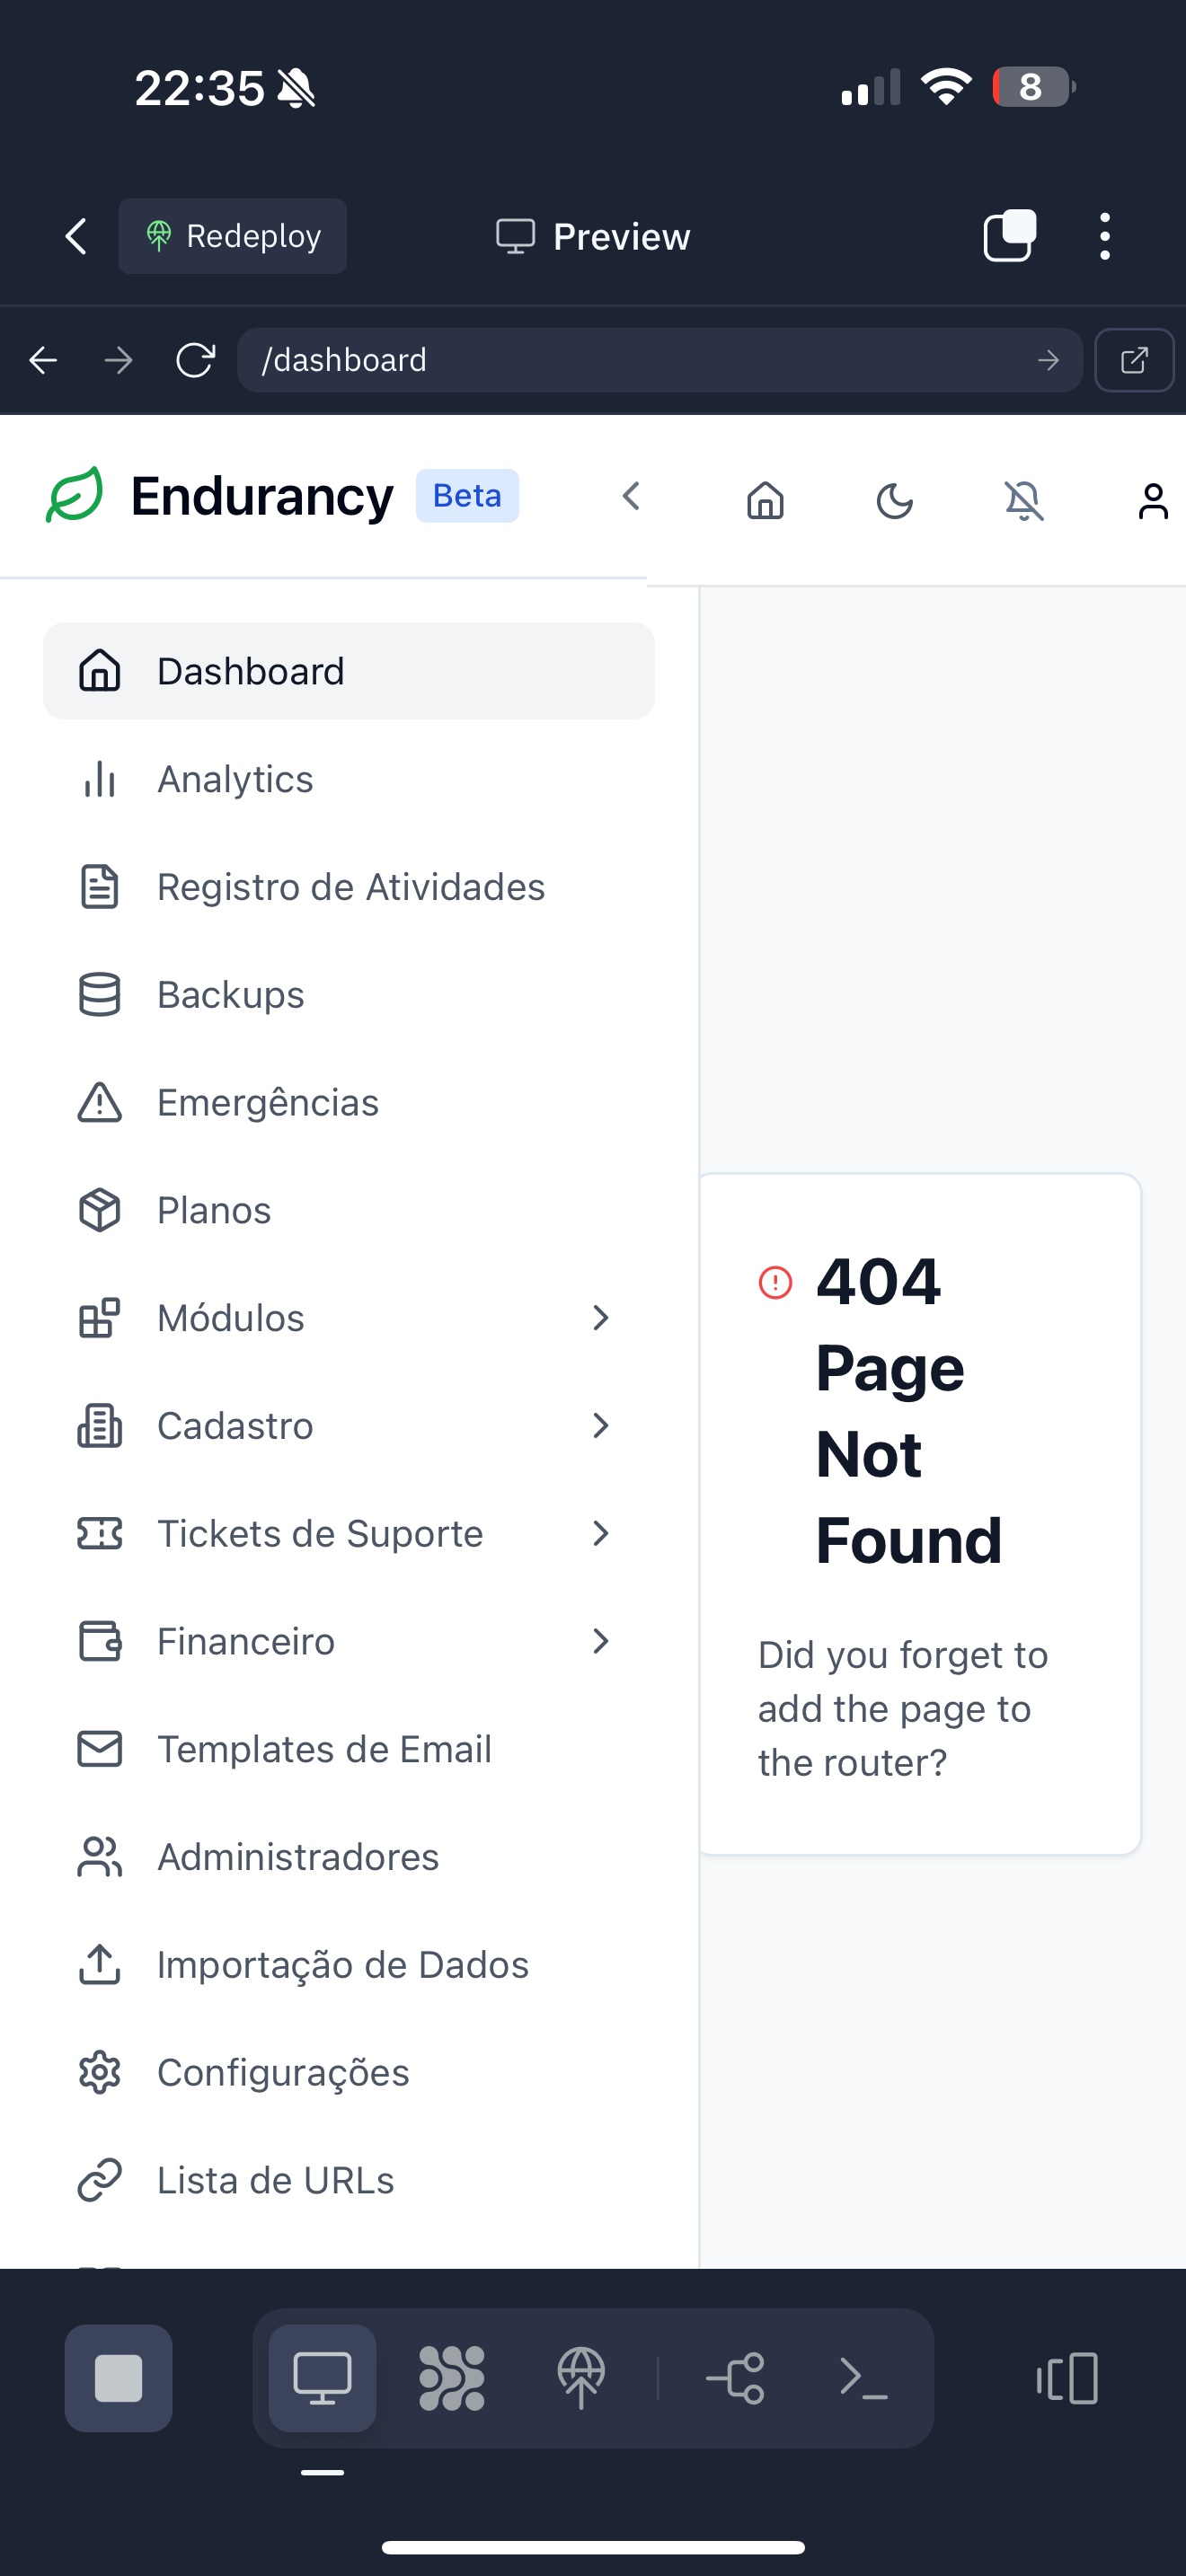 22:35
8
Redeploy
Preview
/dashboard
Endurancy Beta
Dashboard
Analytics
Registro de Atividades
Backups
Emergências
Planos
Módulos
Cadastro
Tickets de Suporte
Financeiro
Templates de Email
Administradores
Importação de Dados
Configurações
Lista de URLs
404
Page
Not
Found
Did you forget to
add the page to
the router?